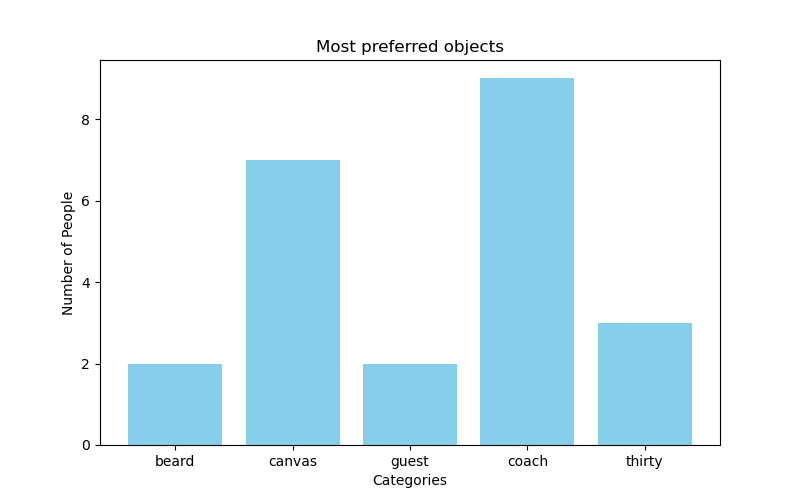 Most preferred objects
Number of People
8
6
4
2
0
beard canvas guest coach thirty
Categories